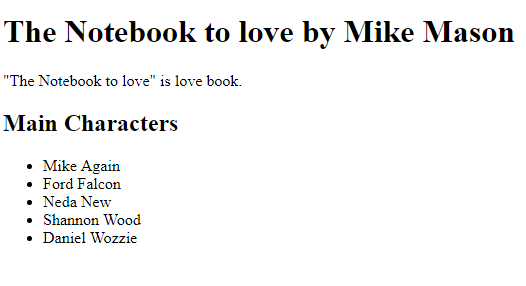 The Notebook to love by Mike Mason
"The Notebook to love" is love book.
Main Characters
Mike Again
Ford Falcon
Neda New
Shannon Wood
Daniel Wozzie